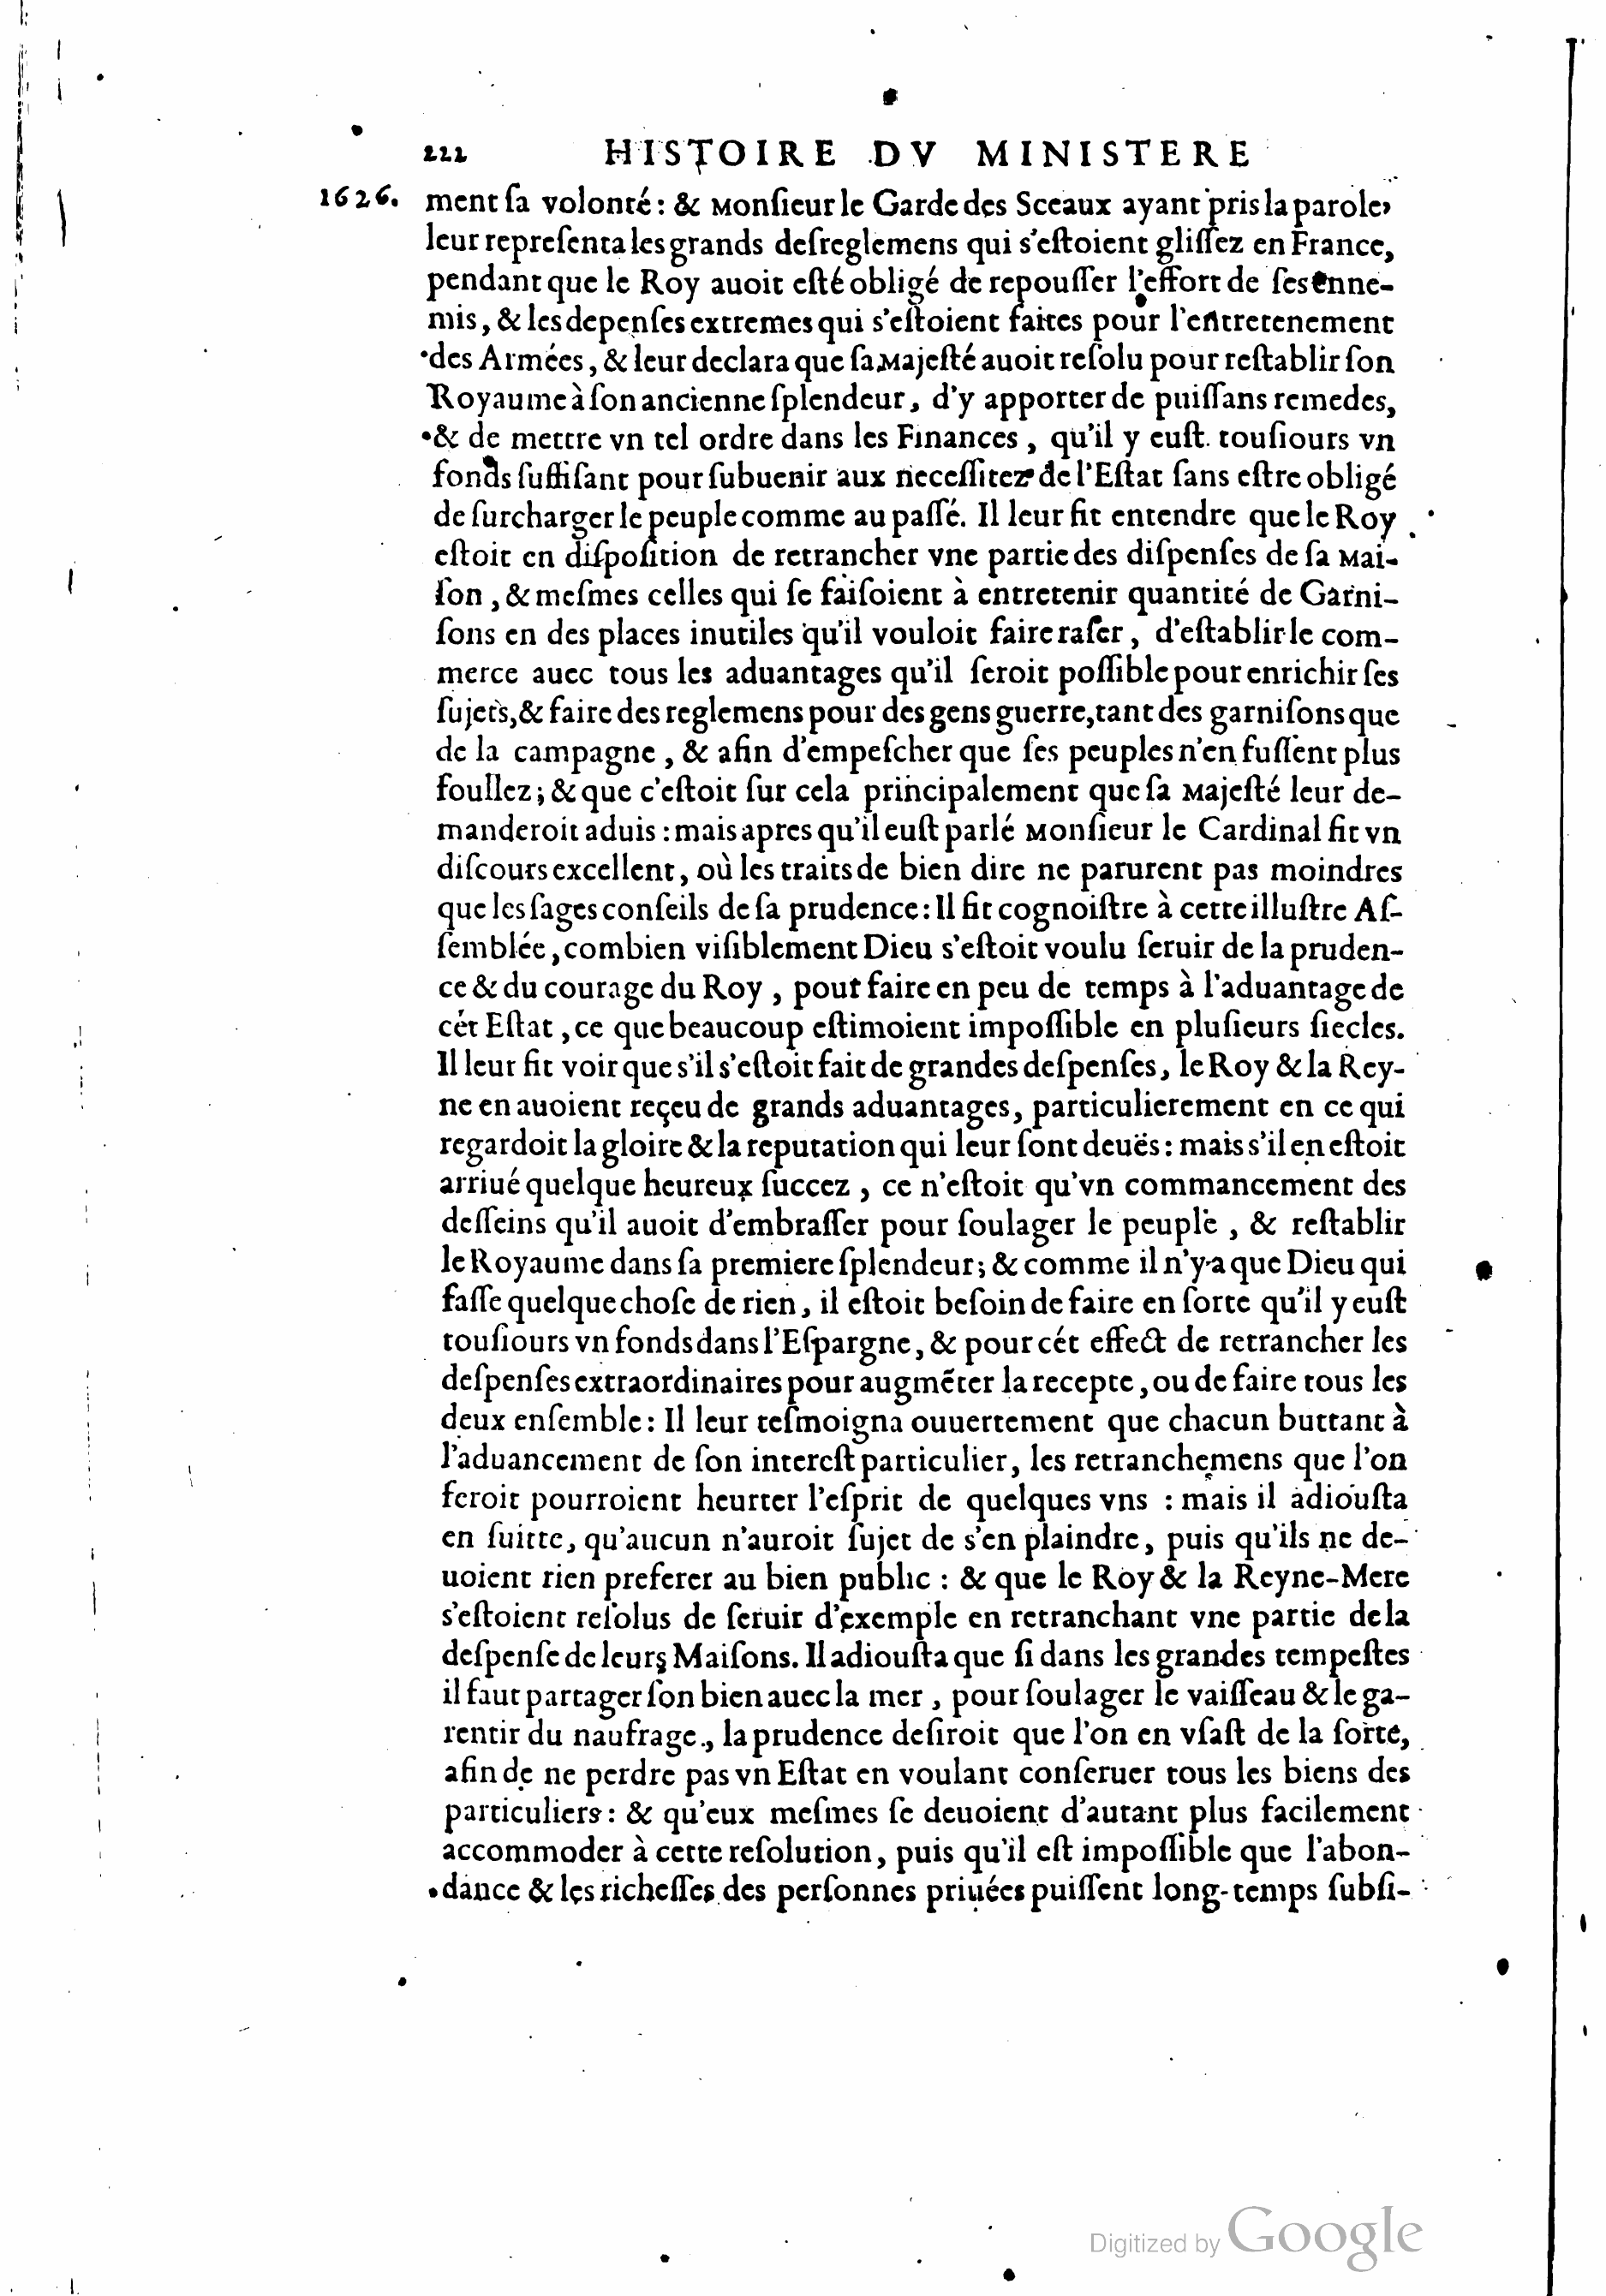 222 HISTOIRE DV MINISTERE
1626. ment ſa volonté: & Monſieur le Garde des Sceaux ayant pris la parole,
leur repreſenta les grands deſreglemens qui s'eſtoient gliſſez en France,
pendant que le Roy auoit eſté obligé de repouſſer l'effort de ſes enne-
mis, & les depenſes extremes qui s'eſtoient faites pour l'entretenement
des Armées, & leur declara que ſa Majeſté auoit reſolu pour reſtablir ſon
Royaume à ſon ancienne ſplendeur, d'y apporter de puiſſans remedes,
& de mettre vn tel ordre dans les Finances, qu'il y euſt touſiours vn
fonds ſuffiſant pour ſubuenir aux neceſſitez de l'Eſtat ſans eſtre obligé
de ſurcharger le peuple comme au paſſé. Il leur fit entendre que le Roy
eſtoit en diſpoſition de retrancher vne partie des diſpenſes de ſa Mai-
ſon, & meſmes celles qui ſe faiſoient à entretenir quantité de Garni-
ſons en des places inutiles qu'il vouloit faire raſer, d'eſtablir le com-
merce auec tous les aduantages qu'il ſeroit poſſible pour enrichir ſes
ſujets, & faire des reglemens pour des gens guerre, tant des garniſons que
de la campagne, & afin d'empeſcher que ſes peuples n'en fuſſent plus
foullez; & que c'eſtoit ſur cela principalement que ſa Majeſté leur de-
manderoit aduis: mais apres qu'il euſt parlé Monſieur le Cardinal fit vn
diſcours excellent, où les traits de bien dire ne parurent pas moindres
que les ſages conſeils de ſa prudence: Il fit cognoiſtre à cette illuſtre Aſ-
ſemblée, combien viſiblement Dieu s'eſtoit voulu ſeruir de la pruden-
ce & du courage du Roy, pour faire en peu de temps à l'aduantage de
cét Eſtat, ce que beaucoup eſtimoient impoſſible en pluſieurs ſiecles.
Il leur fit voir que s'il s'eſtoit fait de grandes deſpenſes, le Roy & la Rey-
ne en auoient reçeu de grands aduantages, particulierement en ce qui
regardoit la gloire & la reputation qui leur ſont deuës: mais s'il en eſtoit
arriué quelque heureux ſuccez, ce n'eſtoit qu'vn commancement des
deſſeins qu'il auoit d'embraſſer pour ſoulager le peuple, & reſtablir
le Royaume dans ſa premiere ſplendeur; & comme il n'y a que Dieu qui
faſſe quelque choſe de rien, il eſtoit beſoin de faire en ſorte qu'il y euſt
touſiours vn fonds dans l'Eſpargne, & pour cét effect de retrancher les
deſpenſes extraordinaires pour augmẽter la recepte, ou de faire tous les
deux enſemble: Il leur teſmoigna ouuertement que chacun buttant à
l'aduancement de ſon intereſt particulier, les retranchemens que l'on
feroit pourroient heurter l'eſprit de quelques vns : mais il adiouſta
en ſuitte, qu'aucun n'auroit ſujet de s'en plaindre, puis qu'ils ne de-
uoient rien preferer au bien public : & que le Roy & la Reyne-Mere
s'eſtoient reſolus de ſeruir d'exemple en retranchant vne partie de la
deſpenſe de leurs Maiſons. Il adiouſta que ſi dans les grandes tempeſtes
il faut partager ſon bien auec la mer, pour ſoulager le vaiſſeau & le ga-
rentir du naufrage, la prudence deſiroit que l'on en vſaſt de la ſorte,
afin de ne perdre pas vn Eſtat en voulant conſeruer tous les biens des
particuliers: & qu'eux meſmes ſe deuoient d'autant plus facilement
accommoder à cette reſolution, puis qu'il eſt impoſſible que l'abon-
dance & les richeſſes des perſonnes priuées puiſſent long-temps ſubſi-
Digitized by Google